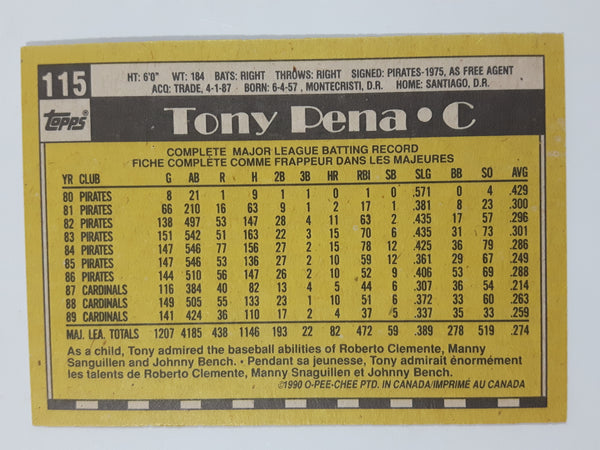 115 HT: 6'0" WT: 184 BATS: RIGHT THROWS: RIGHT SIGNED: PIRATES-1975, AS FREE AGENT
ACQ: TRADE, 4-1-87 BORN: 6-4-57, MONTECRISTI, D.R. HOME: SANTIAGO, D.R.
Topps Tony Pena • C
COMPLETE MAJOR LEAGUE BATTING RECORD
FICHE COMPLÈTE COMME FRAPPEUR DANS LES MAJEURES
YR CLUB G AB R H 2B 3B HR RBI SB SLG BB SO AVG
80 PIRATES 8 21 1 9 1 1 0 1 0 .571 0 4 .429
81 PIRATES 66 210 16 63 9 1 2 17 1 .381 8 23 .300
82 PIRATES 138 497 53 147 28 4 11 63 2 .435 17 57 .296
83 PIRATES 151 542 51 163 22 3 15 70 6 .435 31 73 .301
84 PIRATES 147 546 77 156 27 2 15 78 12 .425 36 79 .286
85 PIRATES 147 546 53 136 27 2 10 59 12 .361 29 67 .249
86 PIRATES 144 510 56 147 26 2 10 52 9 .406 53 69 .288
87 CARDINALS 116 384 40 82 13 4 5 44 6 .307 36 54 .214
88 CARDINALS 149 505 55 133 23 1 10 51 6 .372 33 60 .263
89 CARDINALS 141 424 36 110 17 2 4 37 5 .337 35 33 .259
MAJ. LEA. TOTALS 1207 4185 438 1146 193 22 82 472 59 .389 278 519 .274
As a child, Tony admired the baseball abilities of Roberto Clemente, Manny
Sanguillen and Johnny Bench. • Pendant sa jeunesse, Tony admirait énormément
les talents de Roberto Clemente, Manny Snaguillen et Johnny Bench.
©1990 O-PEE-CHEE PTD. IN CANADA/IMPRIMÉ AU CANADA